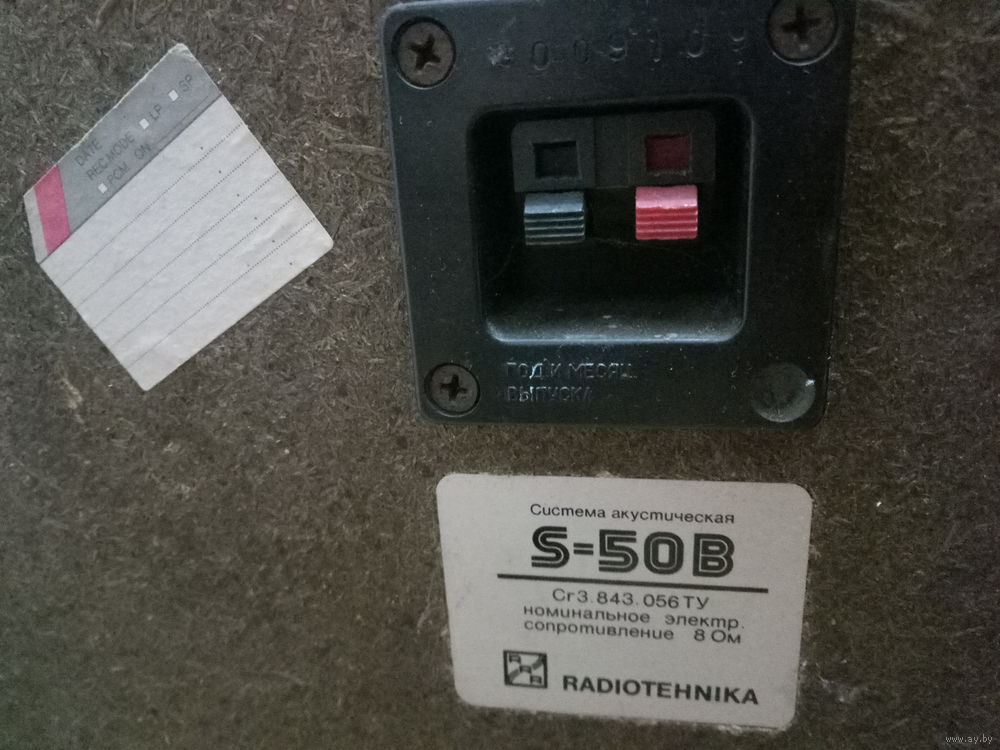 DATE
REC.MODE LP SP
PCM ON
ГОД И МЕСЯЦ
ВЫПУСКА
Система акустическая
S-50B
Сг3.843.056ТУ
номинальное электр.
сопротивление 8 Ом
RRR
RADIOTEHNIKA
www.ay.by